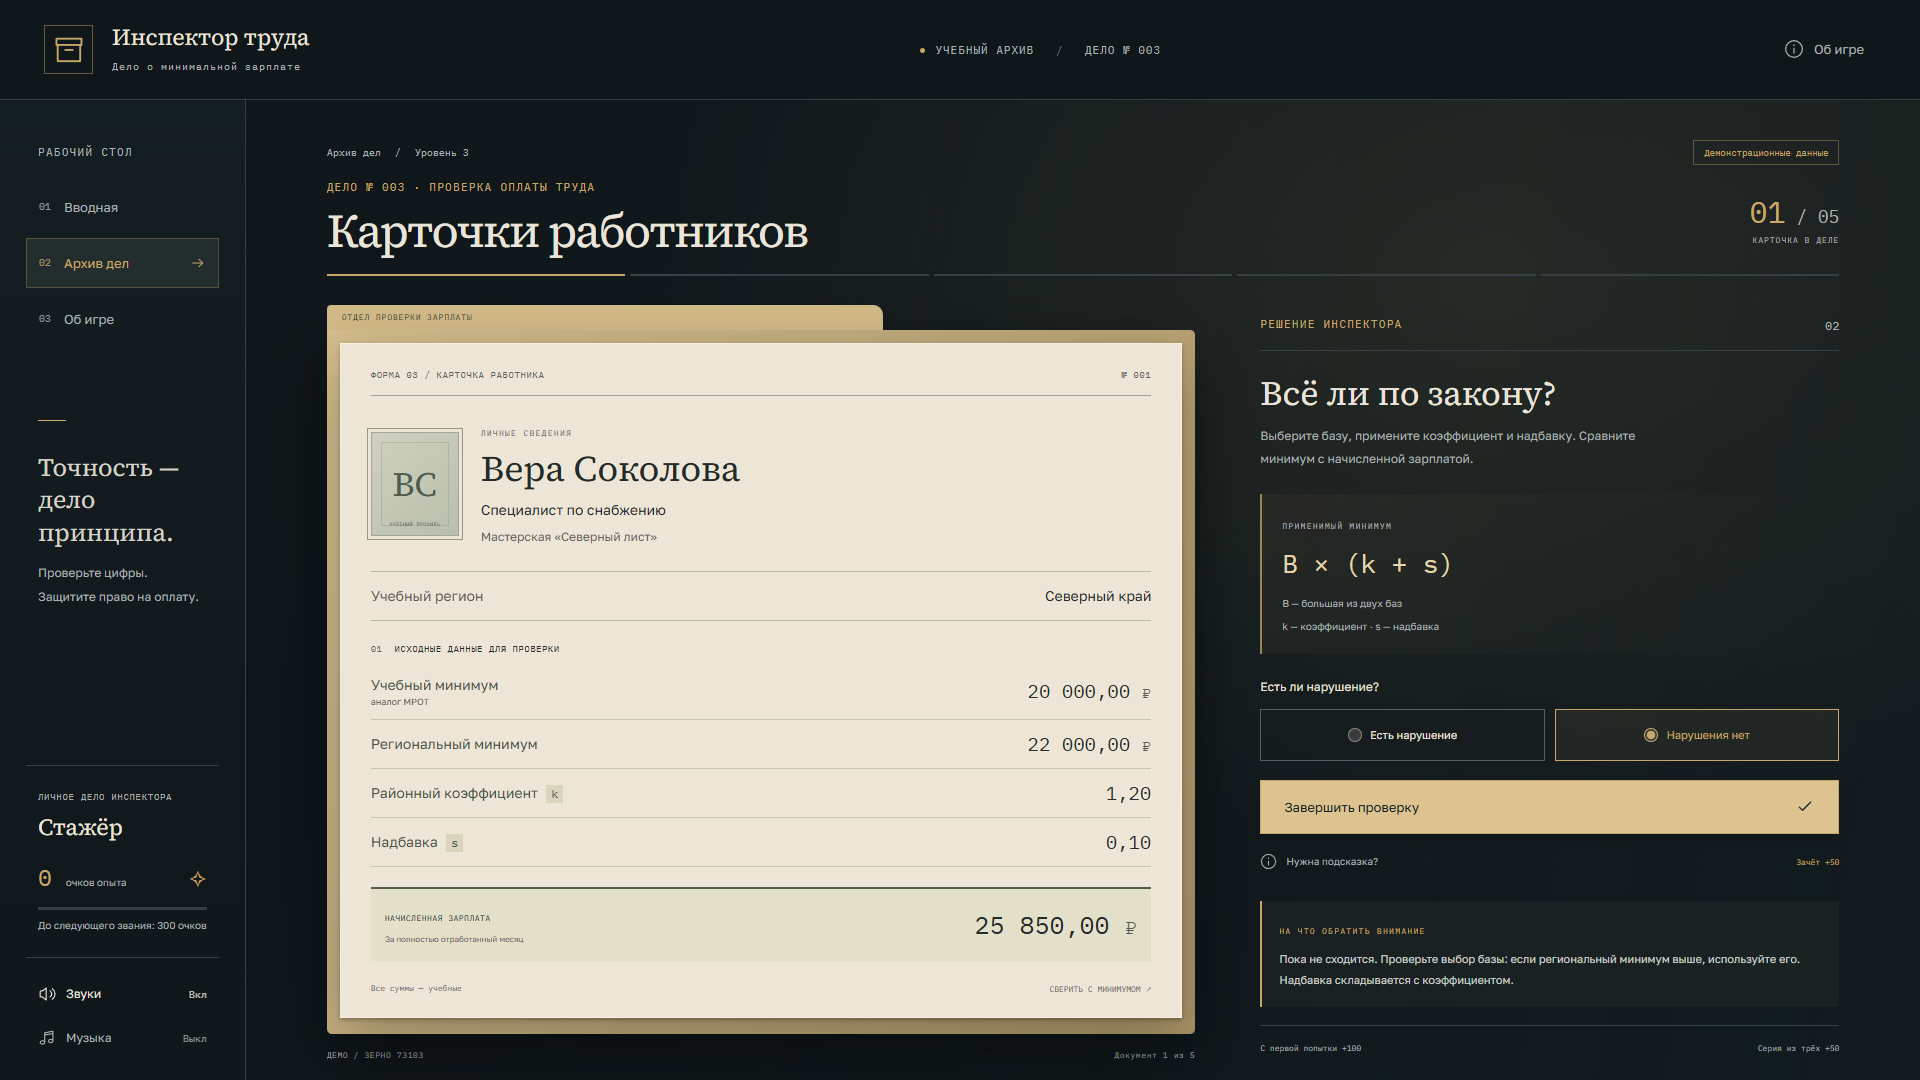 Инспектор труда
Дело о минимальной зарплате
УЧЕБНЫЙ АРХИВ / ДЕЛО № 003
Об игре
РАБОЧИЙ СТОЛ
01 Вводная
02 Архив дел →
03 Об игре
Точность —
дело
принципа.
Проверьте цифры.
Защитите право на оплату.
ЛИЧНОЕ ДЕЛО ИНСПЕКТОРА
Стажёр
0 очков опыта
До следующего звания: 300 очков
Звуки Вкл
Музыка Выкл
Архив дел / Уровень 3
Демонстрационные данные
ДЕЛО № 003 · ПРОВЕРКА ОПЛАТЫ ТРУДА
Карточки работников
01 / 05
КАРТОЧКА В ДЕЛЕ
ОТДЕЛ ПРОВЕРКИ ЗАРПЛАТЫ
ФОРМА 03 / КАРТОЧКА РАБОТНИКА № 001
ВС
УЧЕБНЫЙ ПРОФИЛЬ
ЛИЧНЫЕ СВЕДЕНИЯ
Вера Соколова
Специалист по снабжению
Мастерская «Северный лист»
Учебный регион Северный край
01 ИСХОДНЫЕ ДАННЫЕ ДЛЯ ПРОВЕРКИ
Учебный минимум 20 000,00 ₽
аналог МРОТ
Региональный минимум 22 000,00 ₽
Районный коэффициент k 1,20
Надбавка s 0,10
НАЧИСЛЕННАЯ ЗАРПЛАТА 25 850,00 ₽
За полностью отработанный месяц
Все суммы — учебные СВЕРИТЬ С МИНИМУМОМ ↗
ДЕМО / ЗЕРНО 73103 Документ 1 из 5
РЕШЕНИЕ ИНСПЕКТОРА 02
Всё ли по закону?
Выберите базу, примените коэффициент и надбавку. Сравните
минимум с начисленной зарплатой.
ПРИМЕНИМЫЙ МИНИМУМ
B × (k + s)
B — большая из двух баз
k — коэффициент · s — надбавка
Есть ли нарушение?
Есть нарушение Нарушения нет
Завершить проверку
Нужна подсказка? Зачёт +50
НА ЧТО ОБРАТИТЬ ВНИМАНИЕ
Пока не сходится. Проверьте выбор базы: если региональный минимум выше, используйте его.
Надбавка складывается с коэффициентом.
С первой попытки +100 Серия из трёх +50